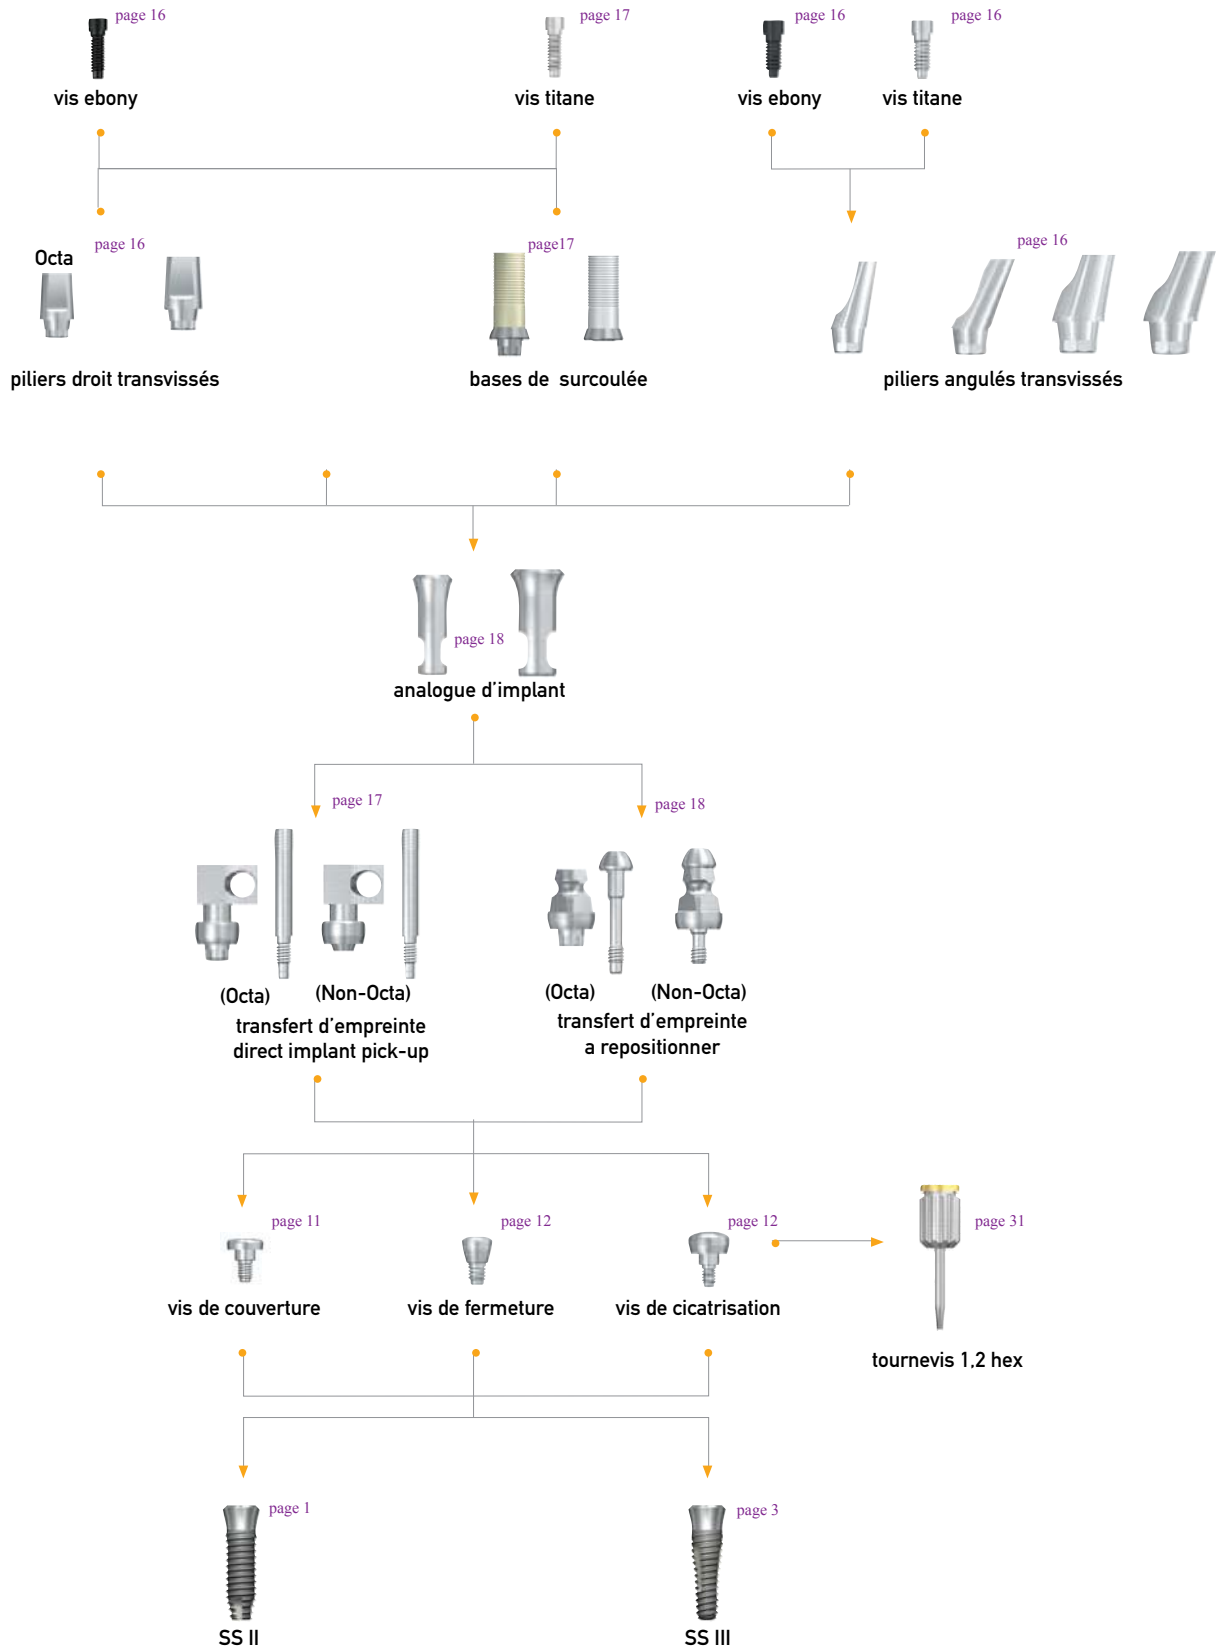 page 16
page 17
page 16
page 16
vis ebony
vis titane
vis ebony
vis titane
Octa
page 16
page17
page 16
piliers droit transvissés
bases de surcoulée
piliers angulés transvissés
page 18
analogue d'implant
page 17
page 18
(Octa)
(Non-Octa)
(Octa)
(Non-Octa)
transfert d'empreinte
direct implant pick-up
transfert d'empreinte
a repositionner
page 11
page 12
page 12
page 31
vis de couverture
vis de fermeture
vis de cicatrisation
tournevis 1,2 hex
page 1
page 3
SS II
SS III